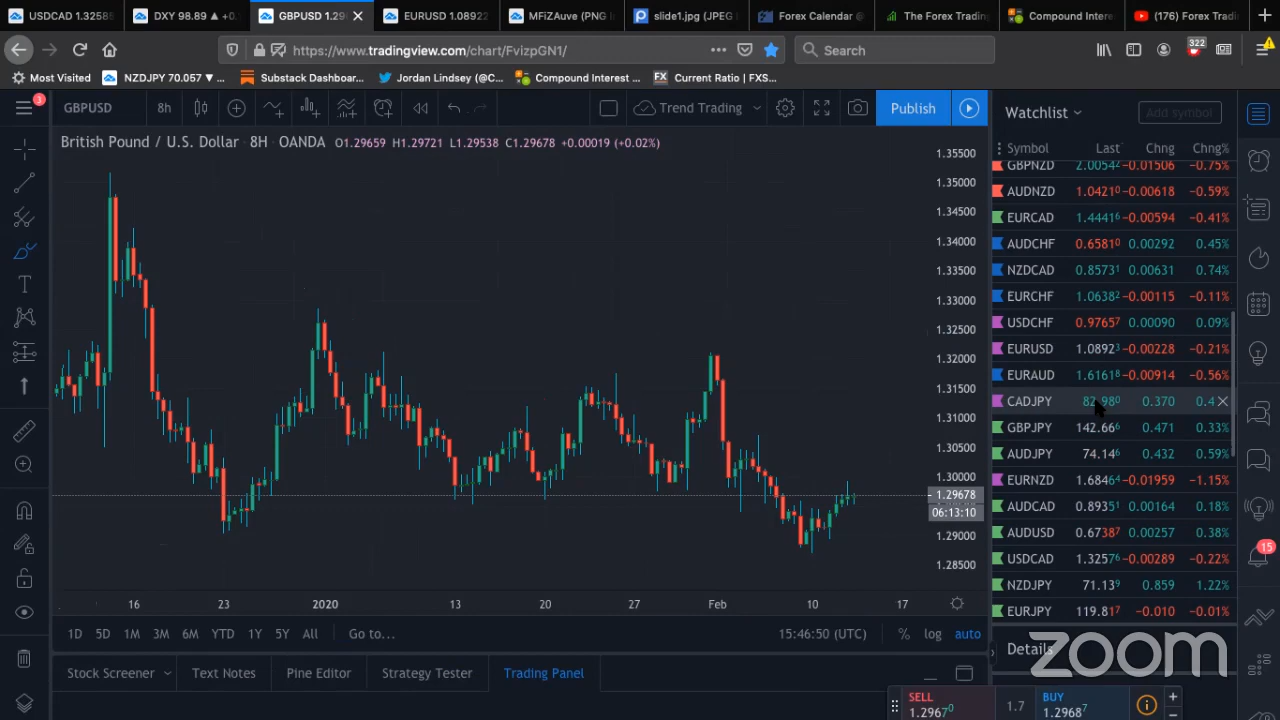 USDCAD 1.32585
DXY 98.89 ▲ +0.
GBPUSD 1.29
EURUSD 1.08922
MFiZAuve (PNG I
slide1.jpg (JPEG
Forex Calendar @
The Forex Trading
Compound Intere
(176) Forex Tradi
https://www.tradingview.com/chart/FvizpGN1/
Search
322
Most Visited
NZDJPY 70.057 ▼ ...
Substack Dashboar...
Jordan Lindsey (@C...
Compound Interest ...
FX Current Ratio | FXS...
3
GBPUSD
8h
Trend Trading
Publish
Watchlist
Add symbol
British Pound / U.S. Dollar · 8H · OANDA O1.29659 H1.29721 L1.29538 C1.29678 +0.00019 (+0.02%)
Symbol Last Chng Chng%
GBPNZD 2.00544 -0.01506 -0.75%
AUDNZD 1.04210 -0.00618 -0.59%
EURCAD 1.44416 -0.00594 -0.41%
AUDCHF 0.65810 0.00292 0.45%
NZDCAD 0.85731 0.00631 0.74%
EURCHF 1.06382 -0.00115 -0.11%
USDCHF 0.97657 0.00090 0.09%
EURUSD 1.08923 -0.00228 -0.21%
EURAUD 1.61618 -0.00914 -0.56%
CADJPY 82.980 0.370 0.4
GBPJPY 142.666 0.471 0.33%
AUDJPY 74.146 0.432 0.59%
EURNZD 1.68464 -0.01959 -1.15%
AUDCAD 0.89351 0.00164 0.18%
AUDUSD 0.67387 0.00257 0.38%
USDCAD 1.32576 -0.00289 -0.22%
NZDJPY 71.139 0.859 1.22%
EURJPY 119.817 -0.010 -0.01%
1.35500
1.35000
1.34500
1.34000
1.33500
1.33000
1.32500
1.32000
1.31500
1.31000
1.30500
1.30000
1.29678
06:13:10
1.29000
1.28500
16 23 2020 13 20 27 Feb 10 17
1D 5D 1M 3M 6M YTD 1Y 5Y All Go to... 15:46:50 (UTC) % log auto
15
Details
zoom
Stock Screener Text Notes Pine Editor Strategy Tester Trading Panel
SELL
1.29670
1.7
BUY
1.29687